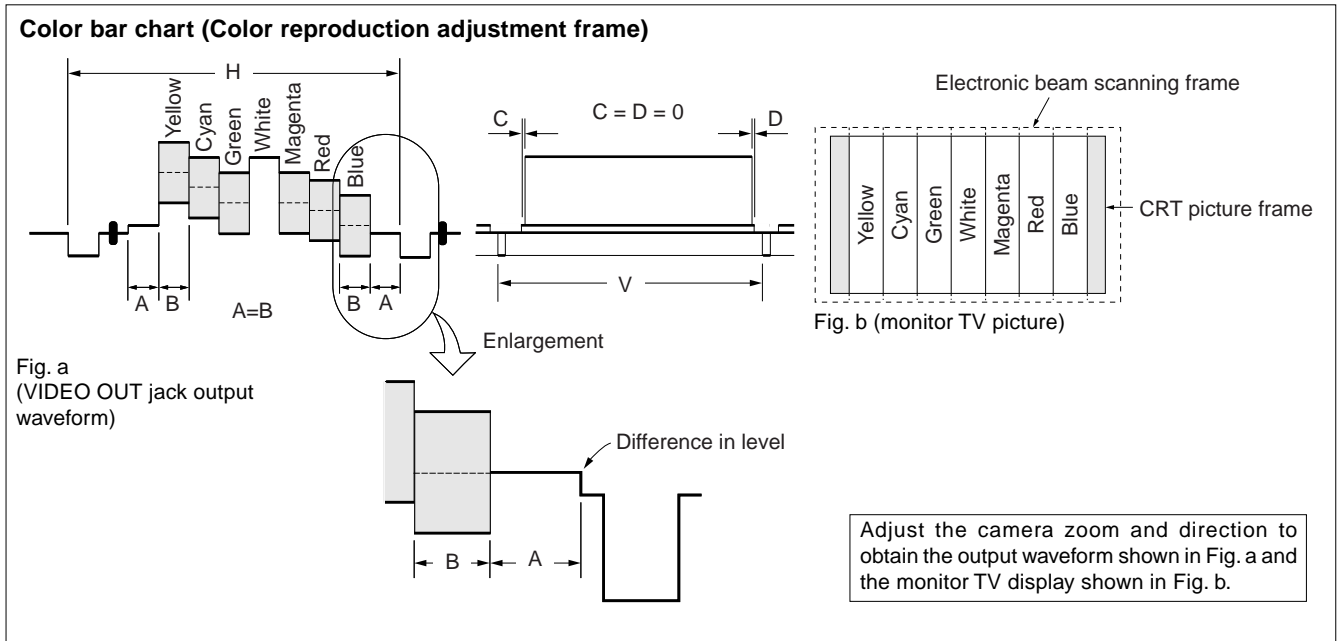 Color bar chart (Color reproduction adjustment frame)
H
Yellow
Cyan
Green
White
Magenta
Red
Blue
A
B
A=B
B
A
Fig. a
(VIDEO OUT jack output
waveform)
C
C = D = 0
D
V
Enlargement
Electronic beam scanning frame
Yellow
Cyan
Green
White
Magenta
Red
Blue
CRT picture frame
Fig. b (monitor TV picture)
Difference in level
B
A
Adjust the camera zoom and direction to
obtain the output waveform shown in Fig. a and
the monitor TV display shown in Fig. b.